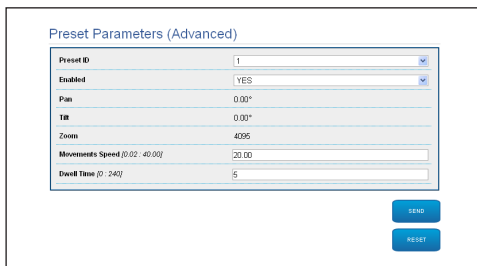 Preset Parameters (Advanced)
Preset ID 1
Enabled YES
Pan 0.00°
Tilt 0.00°
Zoom 4095
Movements Speed [0.02 : 40.00] 20.00
Dwell Time [0 : 240] 5
SEND
RESET